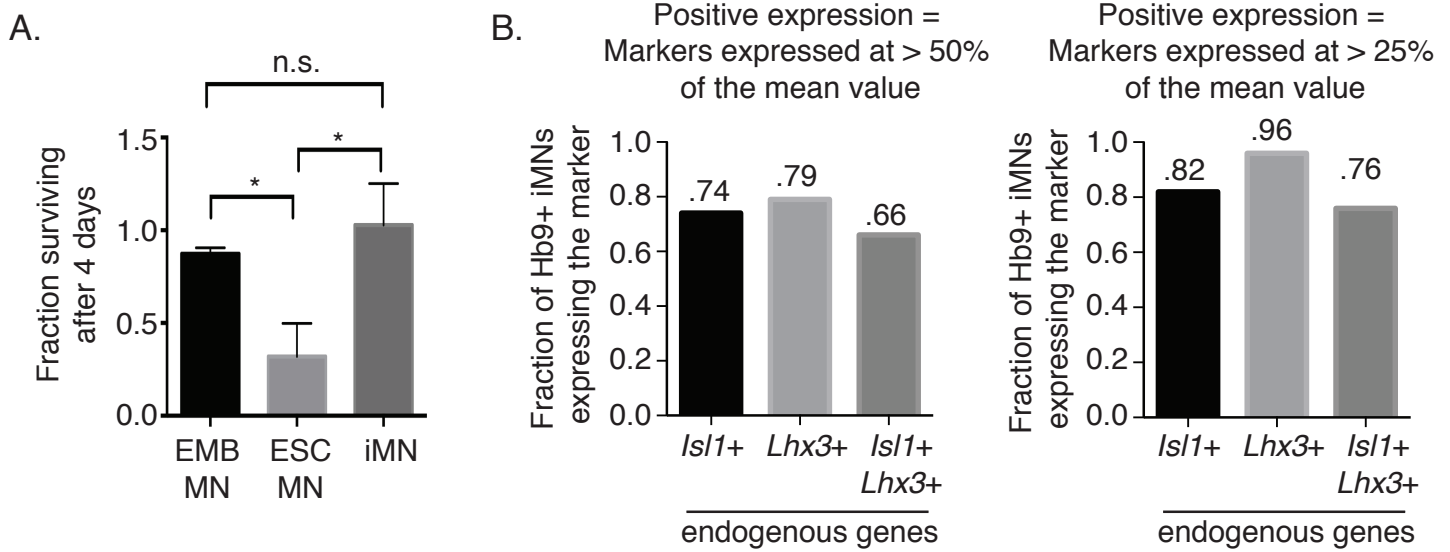 A.
n.s.
*
*
Fraction surviving
after 4 days
1.5
1.0
0.5
0.0
EMB
MN
ESC
MN
iMN
B.
Positive expression =
Markers expressed at > 50%
of the mean value
Fraction of Hb9+ iMNs
expressing the marker
1.0
0.8
0.6
0.4
0.2
0.0
.74
.79
.66
Isl1+
Lhx3+
Isl1+
Lhx3+
endogenous genes
Positive expression =
Markers expressed at > 25%
of the mean value
Fraction of Hb9+ iMNs
expressing the marker
1.0
0.8
0.6
0.4
0.2
0.0
.82
.96
.76
Isl1+
Lhx3+
Isl1+
Lhx3+
endogenous genes